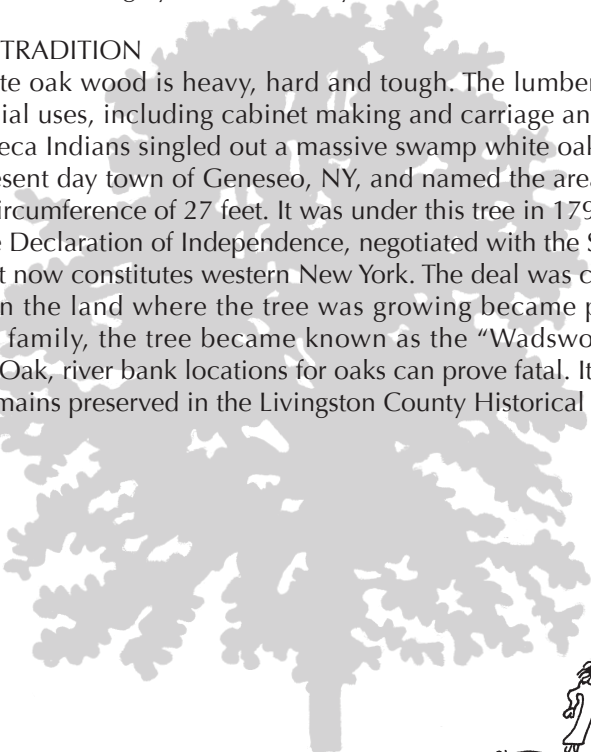 TRADITION
te oak wood is heavy, hard and tough. The lumber
ial uses, including cabinet making and carriage an
eca Indians singled out a massive swamp white oak
esent day town of Geneseo, NY, and named the area
ircumference of 27 feet. It was under this tree in 179
e Declaration of Independence, negotiated with the S
t now constitutes western New York. The deal was c
n the land where the tree was growing became p
family, the tree became known as the “Wadswo
Oak, river bank locations for oaks can prove fatal. It
mains preserved in the Livingston County Historical